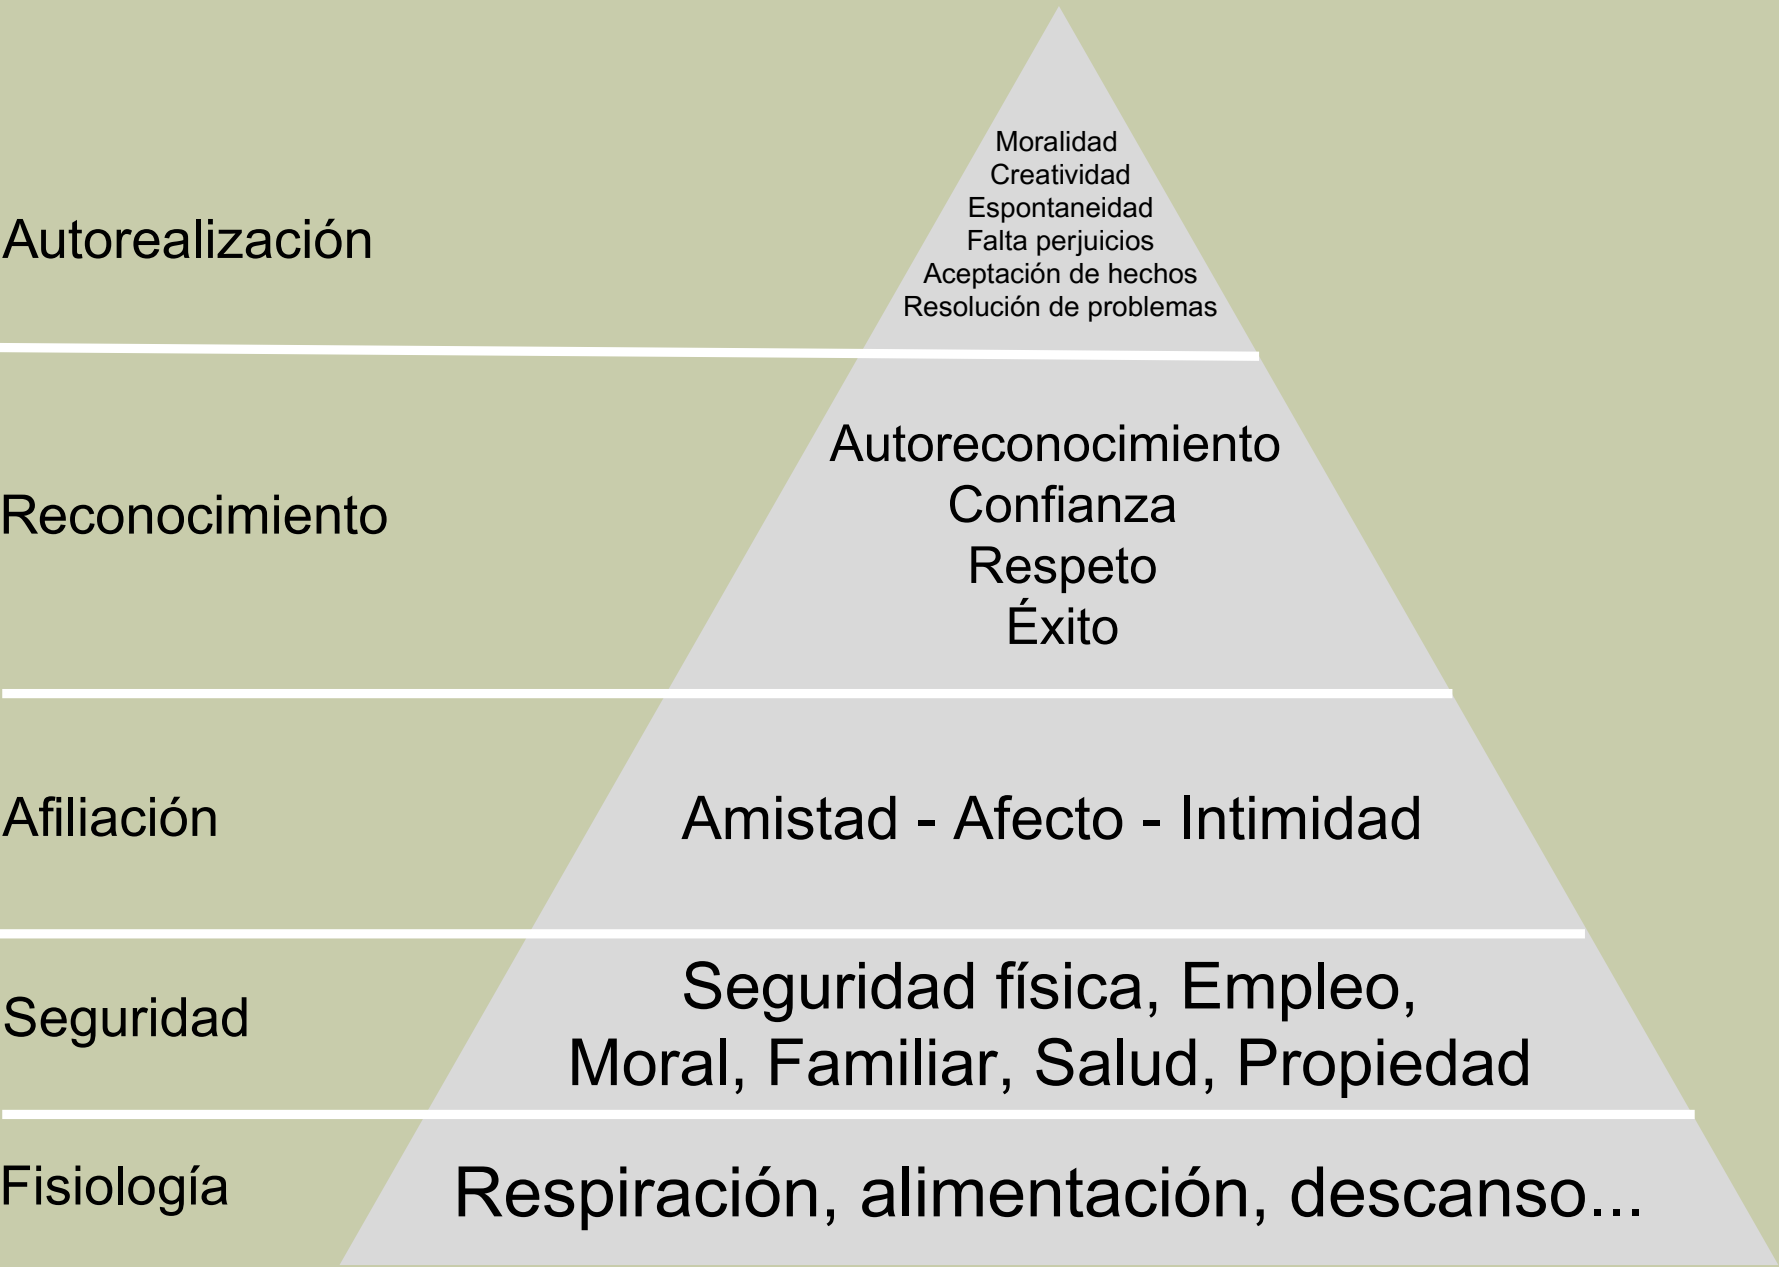 Moralidad
Creatividad
Espontaneidad
Falta perjuicios
Aceptación de hechos
Resolución de problemas
Autorealización
Autoreconocimiento
Confianza
Respeto
Éxito
Reconocimiento
Afiliación
Amistad - Afecto - Intimidad
Seguridad
Seguridad física, Empleo,
Moral, Familiar, Salud, Propiedad
Fisiología
Respiración, alimentación, descanso...